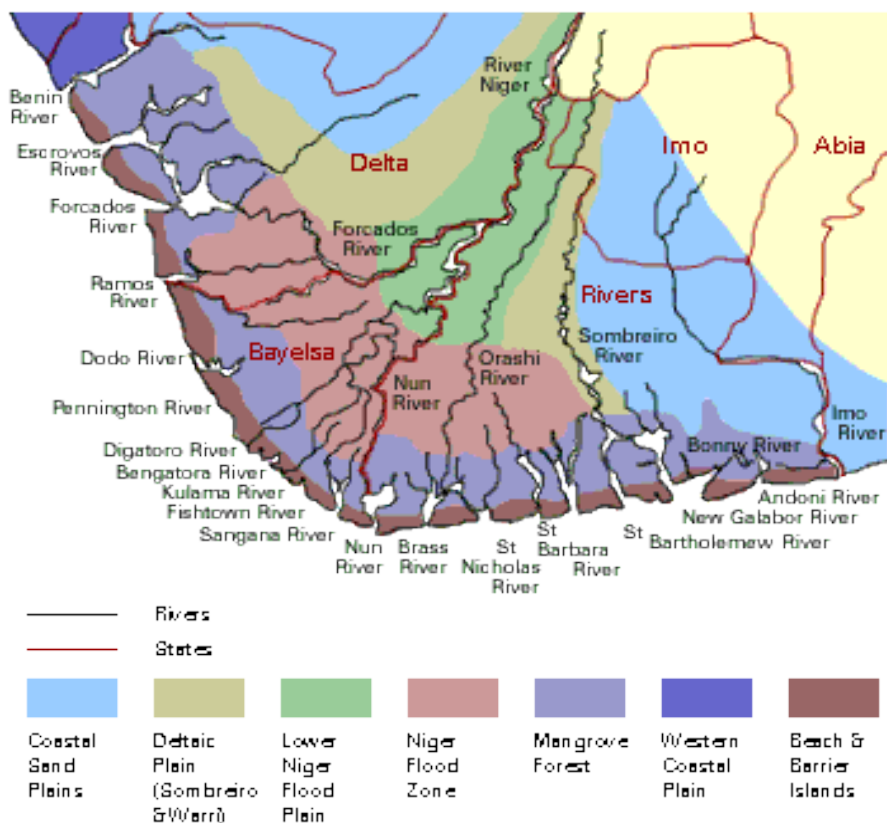 River
Niger
Benin
River
Escrovos
River
Forcados
River
Delta
Imo
Abia
Forcados
River
Ramos
River
Rivers
Sombreiro
River
Dodo River
Bayelsa
Nun
River
Orashi
River
Pennington River
Imo
River
Digatoro River
Bengatora River
Kulama River
Fishtown River
Sangana River
Bonny River
Andoni River
New Galabor River
Bartholemew River
Nun
River
Brass
River
St
Nicholas
River
St
Barbara
River
St
Rivers
States
Coastal
Sand
Plains
Deltaic
Plain
(Sombreiro
&Warri)
Lower
Niger
Flood
Plain
Niger
Flood
Zone
Mangrove
Forest
Western
Coastal
Plain
Beach &
Barrier
Islands